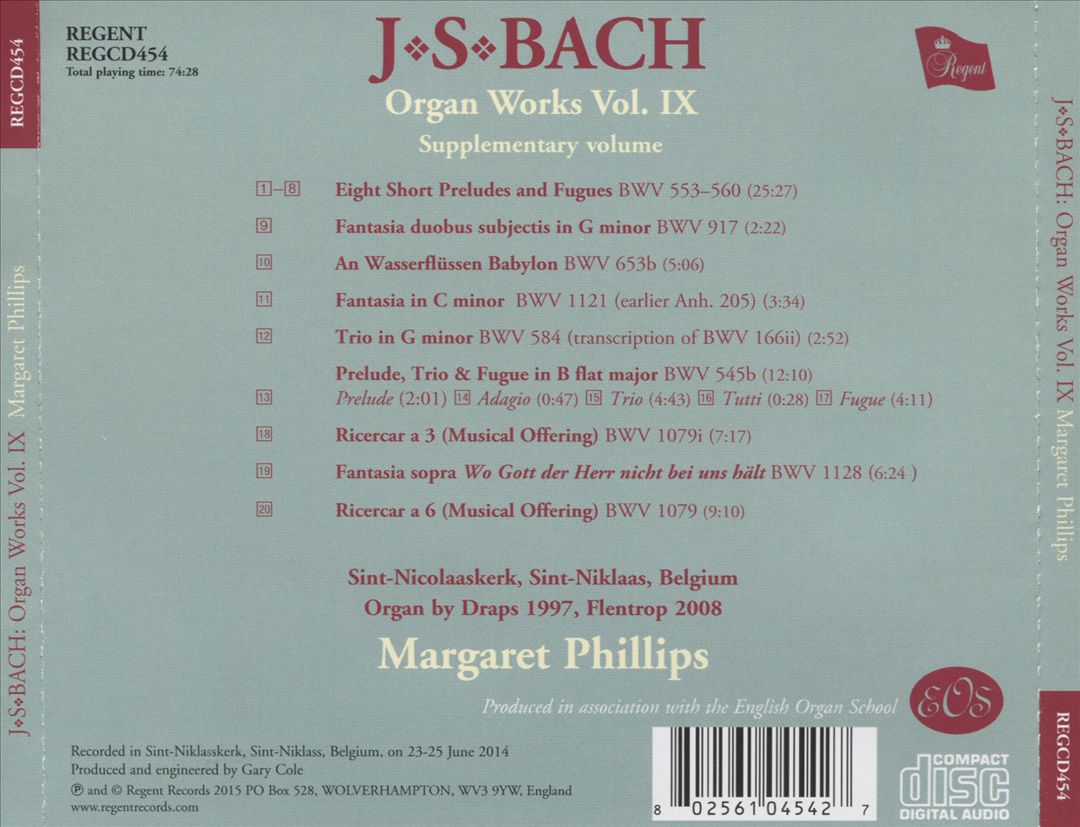 REGENT
REGCD454
Total playing time: 74:28
J❖S❖BACH
Organ Works Vol. IX
Supplementary volume
Regent
1–8 Eight Short Preludes and Fugues BWV 553–560 (25:27)
9 Fantasia duobus subjectis in G minor BWV 917 (2:22)
10 An Wasserflüssen Babylon BWV 653b (5:06)
11 Fantasia in C minor BWV 1121 (earlier Anh. 205) (3:34)
12 Trio in G minor BWV 584 (transcription of BWV 166ii) (2:52)
Prelude, Trio & Fugue in B flat major BWV 545b (12:10)
13 Prelude (2:01) 14 Adagio (0:47) 15 Trio (4:43) 16 Tutti (0:28) 17 Fugue (4:11)
18 Ricercar a 3 (Musical Offering) BWV 1079i (7:17)
19 Fantasia sopra Wo Gott der Herr nicht bei uns hält BWV 1128 (6:24 )
20 Ricercar a 6 (Musical Offering) BWV 1079 (9:10)
Sint-Nicolaaskerk, Sint-Niklaas, Belgium
Organ by Draps 1997, Flentrop 2008
Margaret Phillips
Produced in association with the English Organ School
EOS
Recorded in Sint-Niklasskerk, Sint-Niklass, Belgium, on 23-25 June 2014
Produced and engineered by Gary Cole
℗ and © Regent Records 2015 PO Box 528, WOLVERHAMPTON, WV3 9YW, England
www.regentrecords.com
8 02561 04542 7
COMPACT
disc
DIGITAL AUDIO
J❖S❖BACH: Organ Works Vol. IX Margaret Phillips
REGCD454
J❖S❖BACH: Organ Works Vol. IX Margaret Phillips
REGCD454